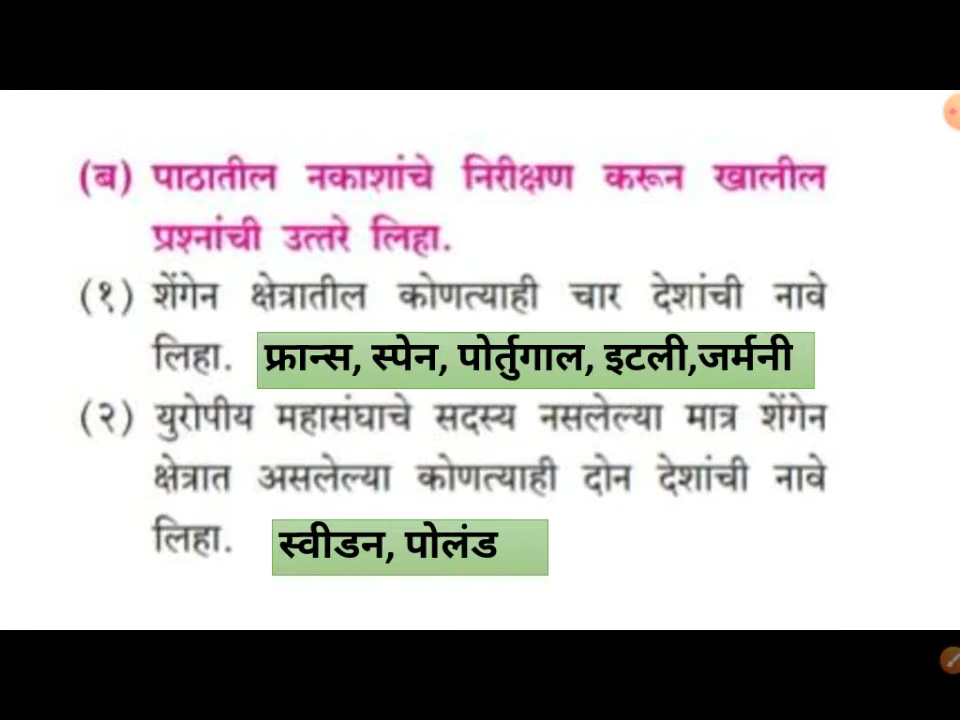 (ब) पाठातील नकाशांचे निरीक्षण करून खालील
प्रश्नांची उत्तरे लिहा.
(१) शेंगेन क्षेत्रातील कोणत्याही चार देशांची नावे
लिहा. फ्रान्स, स्पेन, पोर्तुगाल, इटली,जर्मनी
(२) युरोपीय महासंघाचे सदस्य नसलेल्या मात्र शेंगेन
क्षेत्रात असलेल्या कोणत्याही दोन देशांची नावे
लिहा. स्वीडन, पोलंड